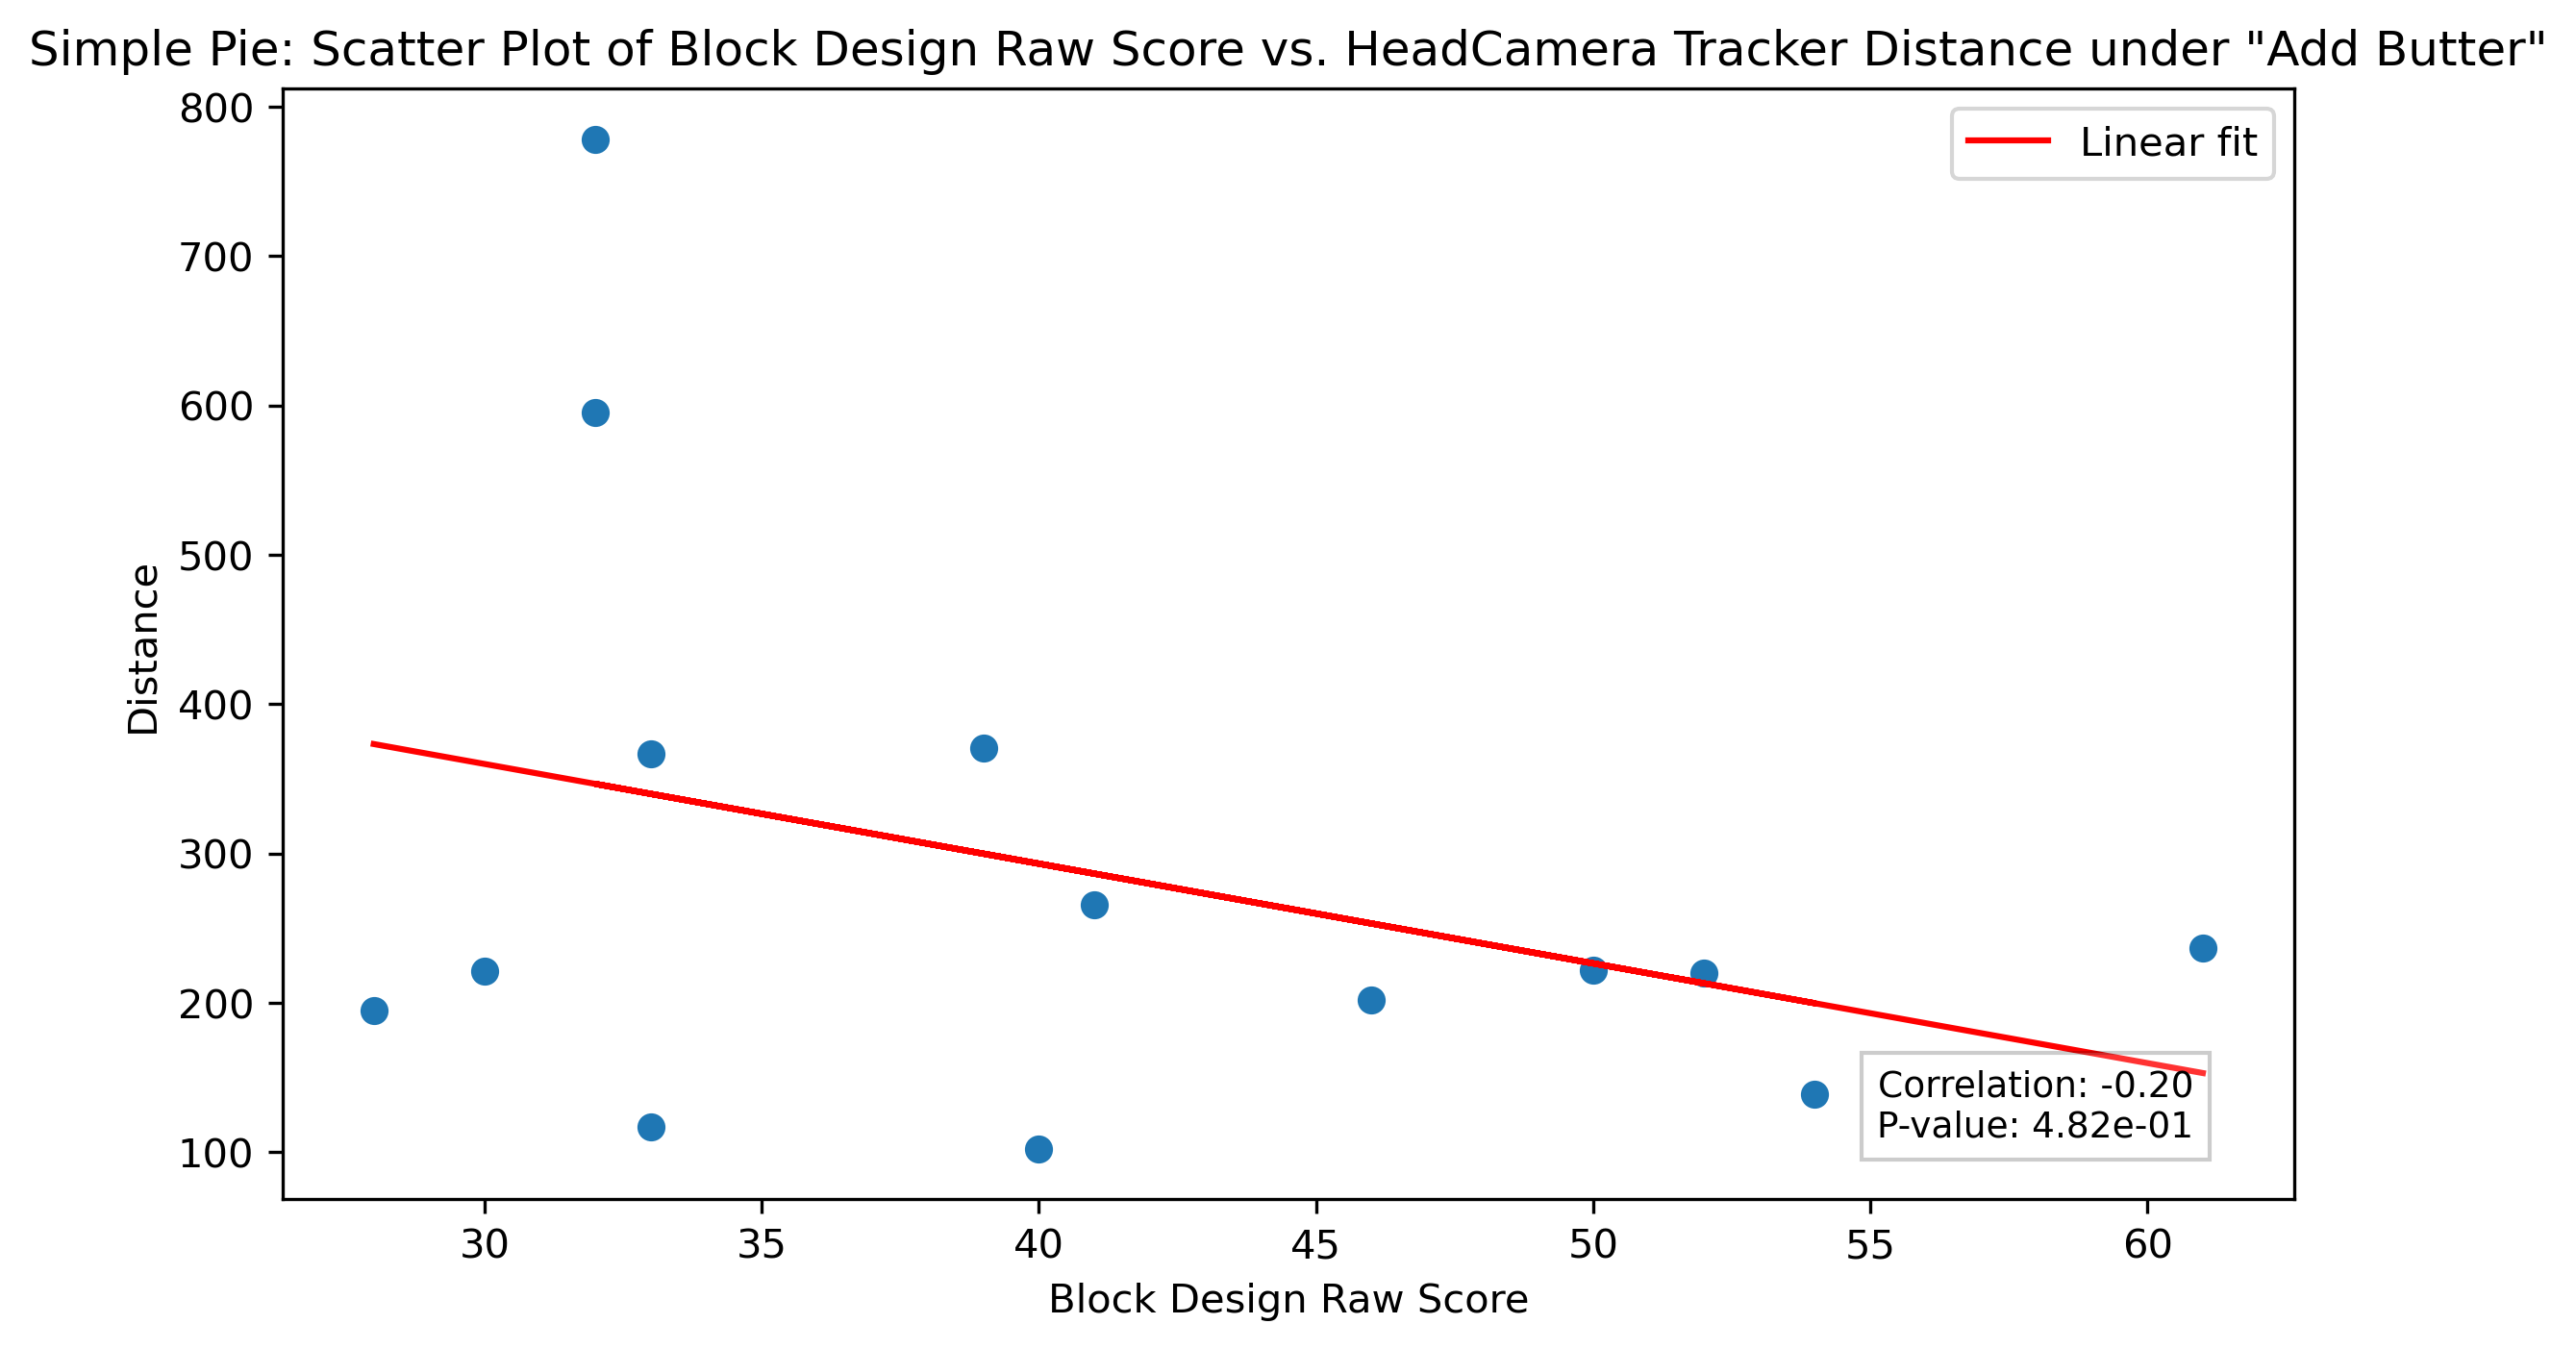 Simple Pie: Scatter Plot of Block Design Raw Score vs. HeadCamera Tracker Distance under "Add Butter"
800
700
600
500
400
300
200
100
Distance
Linear fit
Correlation: -0.20
P-value: 4.82e-01
30 35 40 45 50 55 60
Block Design Raw Score